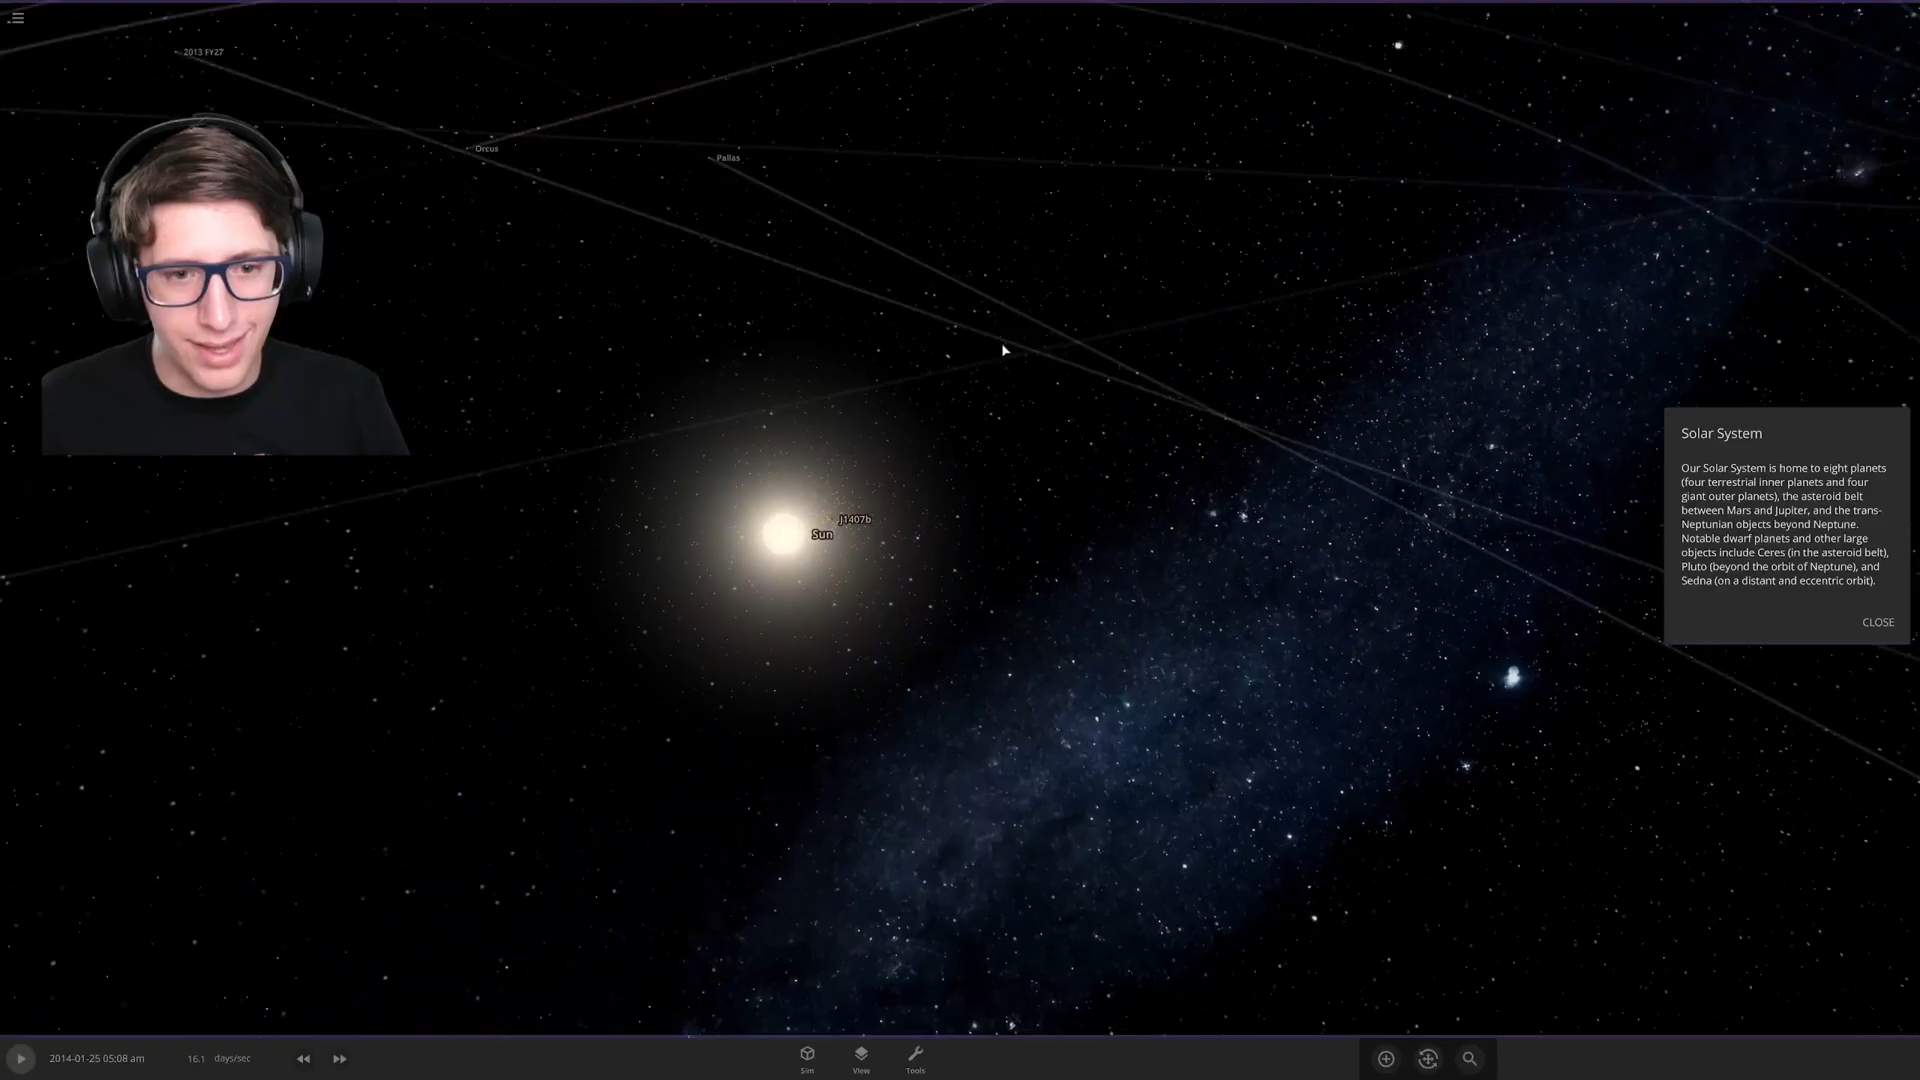 2013 FY27
Orcus
Pallas
J1407b
Sun
Solar System
Our Solar System is home to eight planets
(four terrestrial inner planets and four
giant outer planets), the asteroid belt
between Mars and Jupiter, and the trans-
Neptunian objects beyond Neptune.
Notable dwarf planets and other large
objects include Ceres (in the asteroid belt),
Pluto (beyond the orbit of Neptune), and
Sedna (on a distant and eccentric orbit).
CLOSE
2014-01-25 05:08 am 16.1 days/sec
Sim View Tools